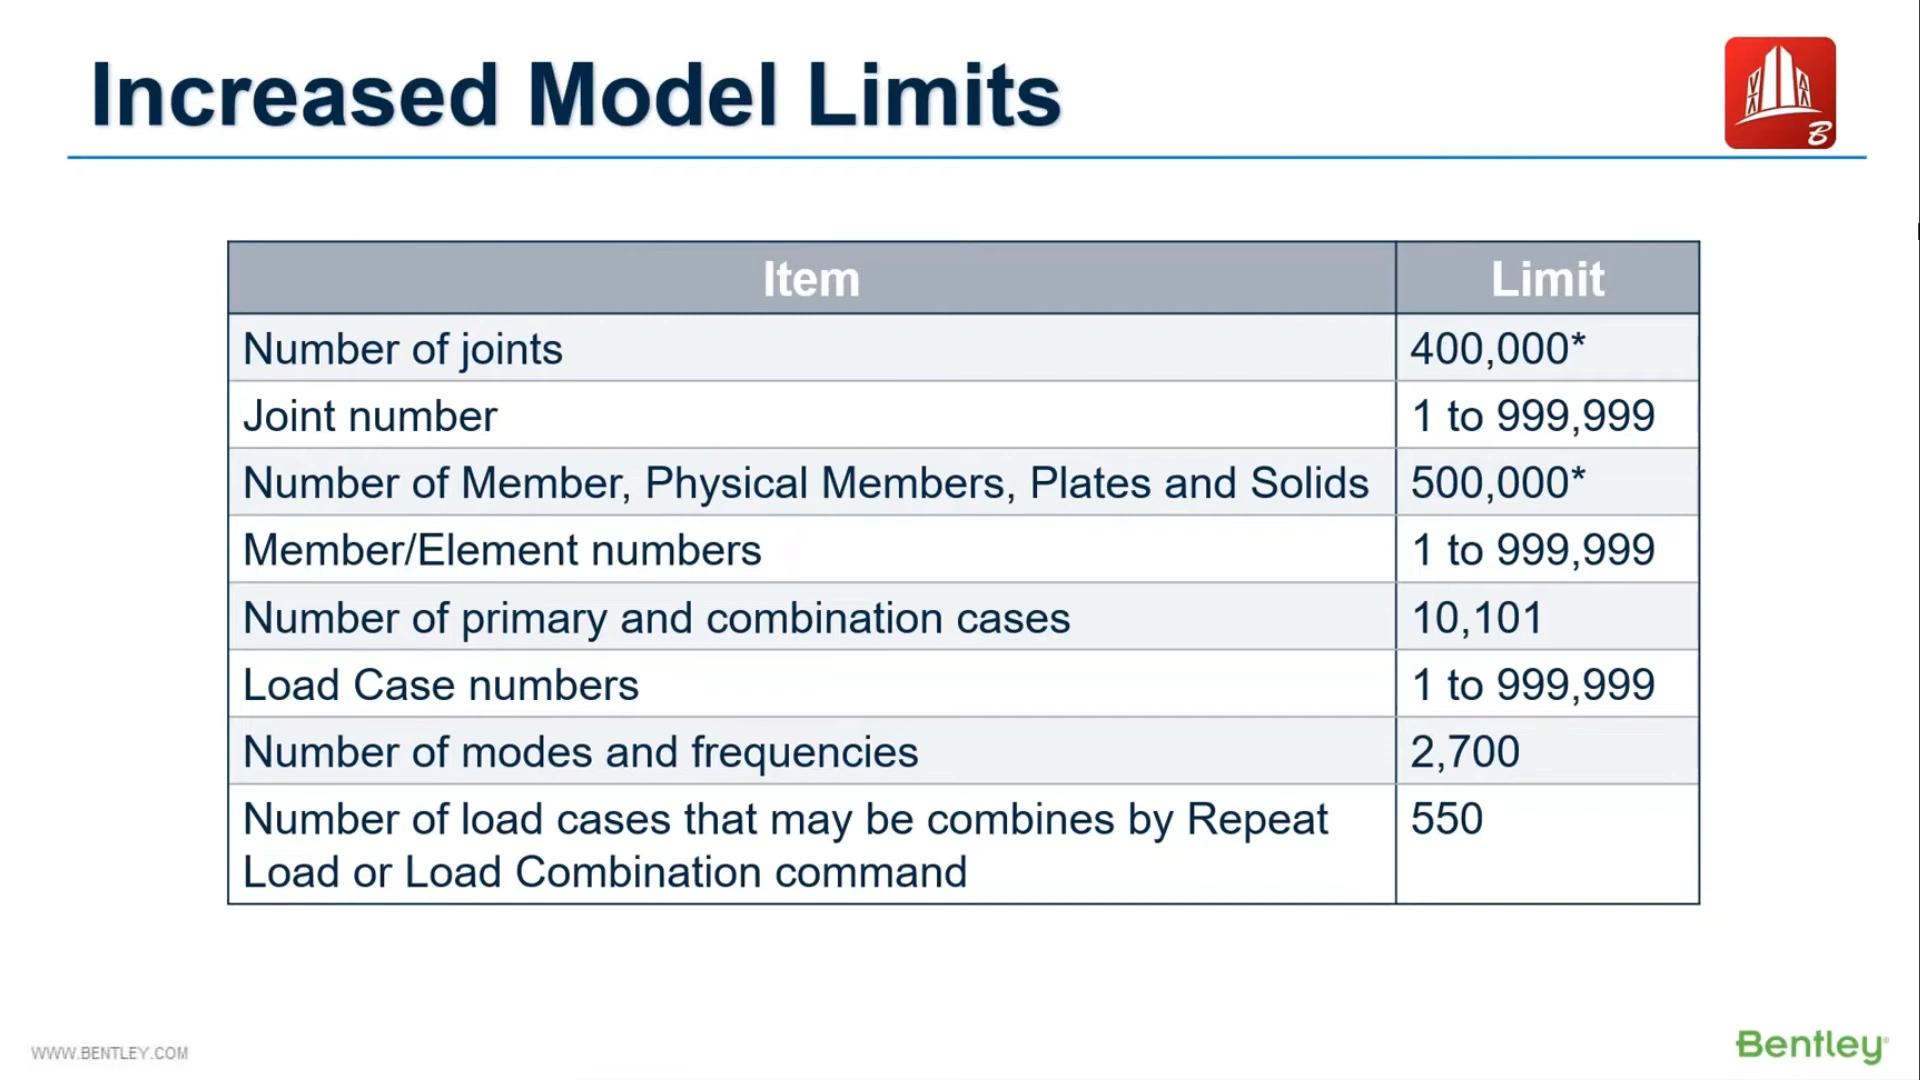 Increased Model Limits
B
Item Limit
Number of joints 400,000*
Joint number 1 to 999,999
Number of Member, Physical Members, Plates and Solids 500,000*
Member/Element numbers 1 to 999,999
Number of primary and combination cases 10,101
Load Case numbers 1 to 999,999
Number of modes and frequencies 2,700
Number of load cases that may be combines by Repeat 550
Load or Load Combination command
WWW.BENTLEY.COM
Bentley®